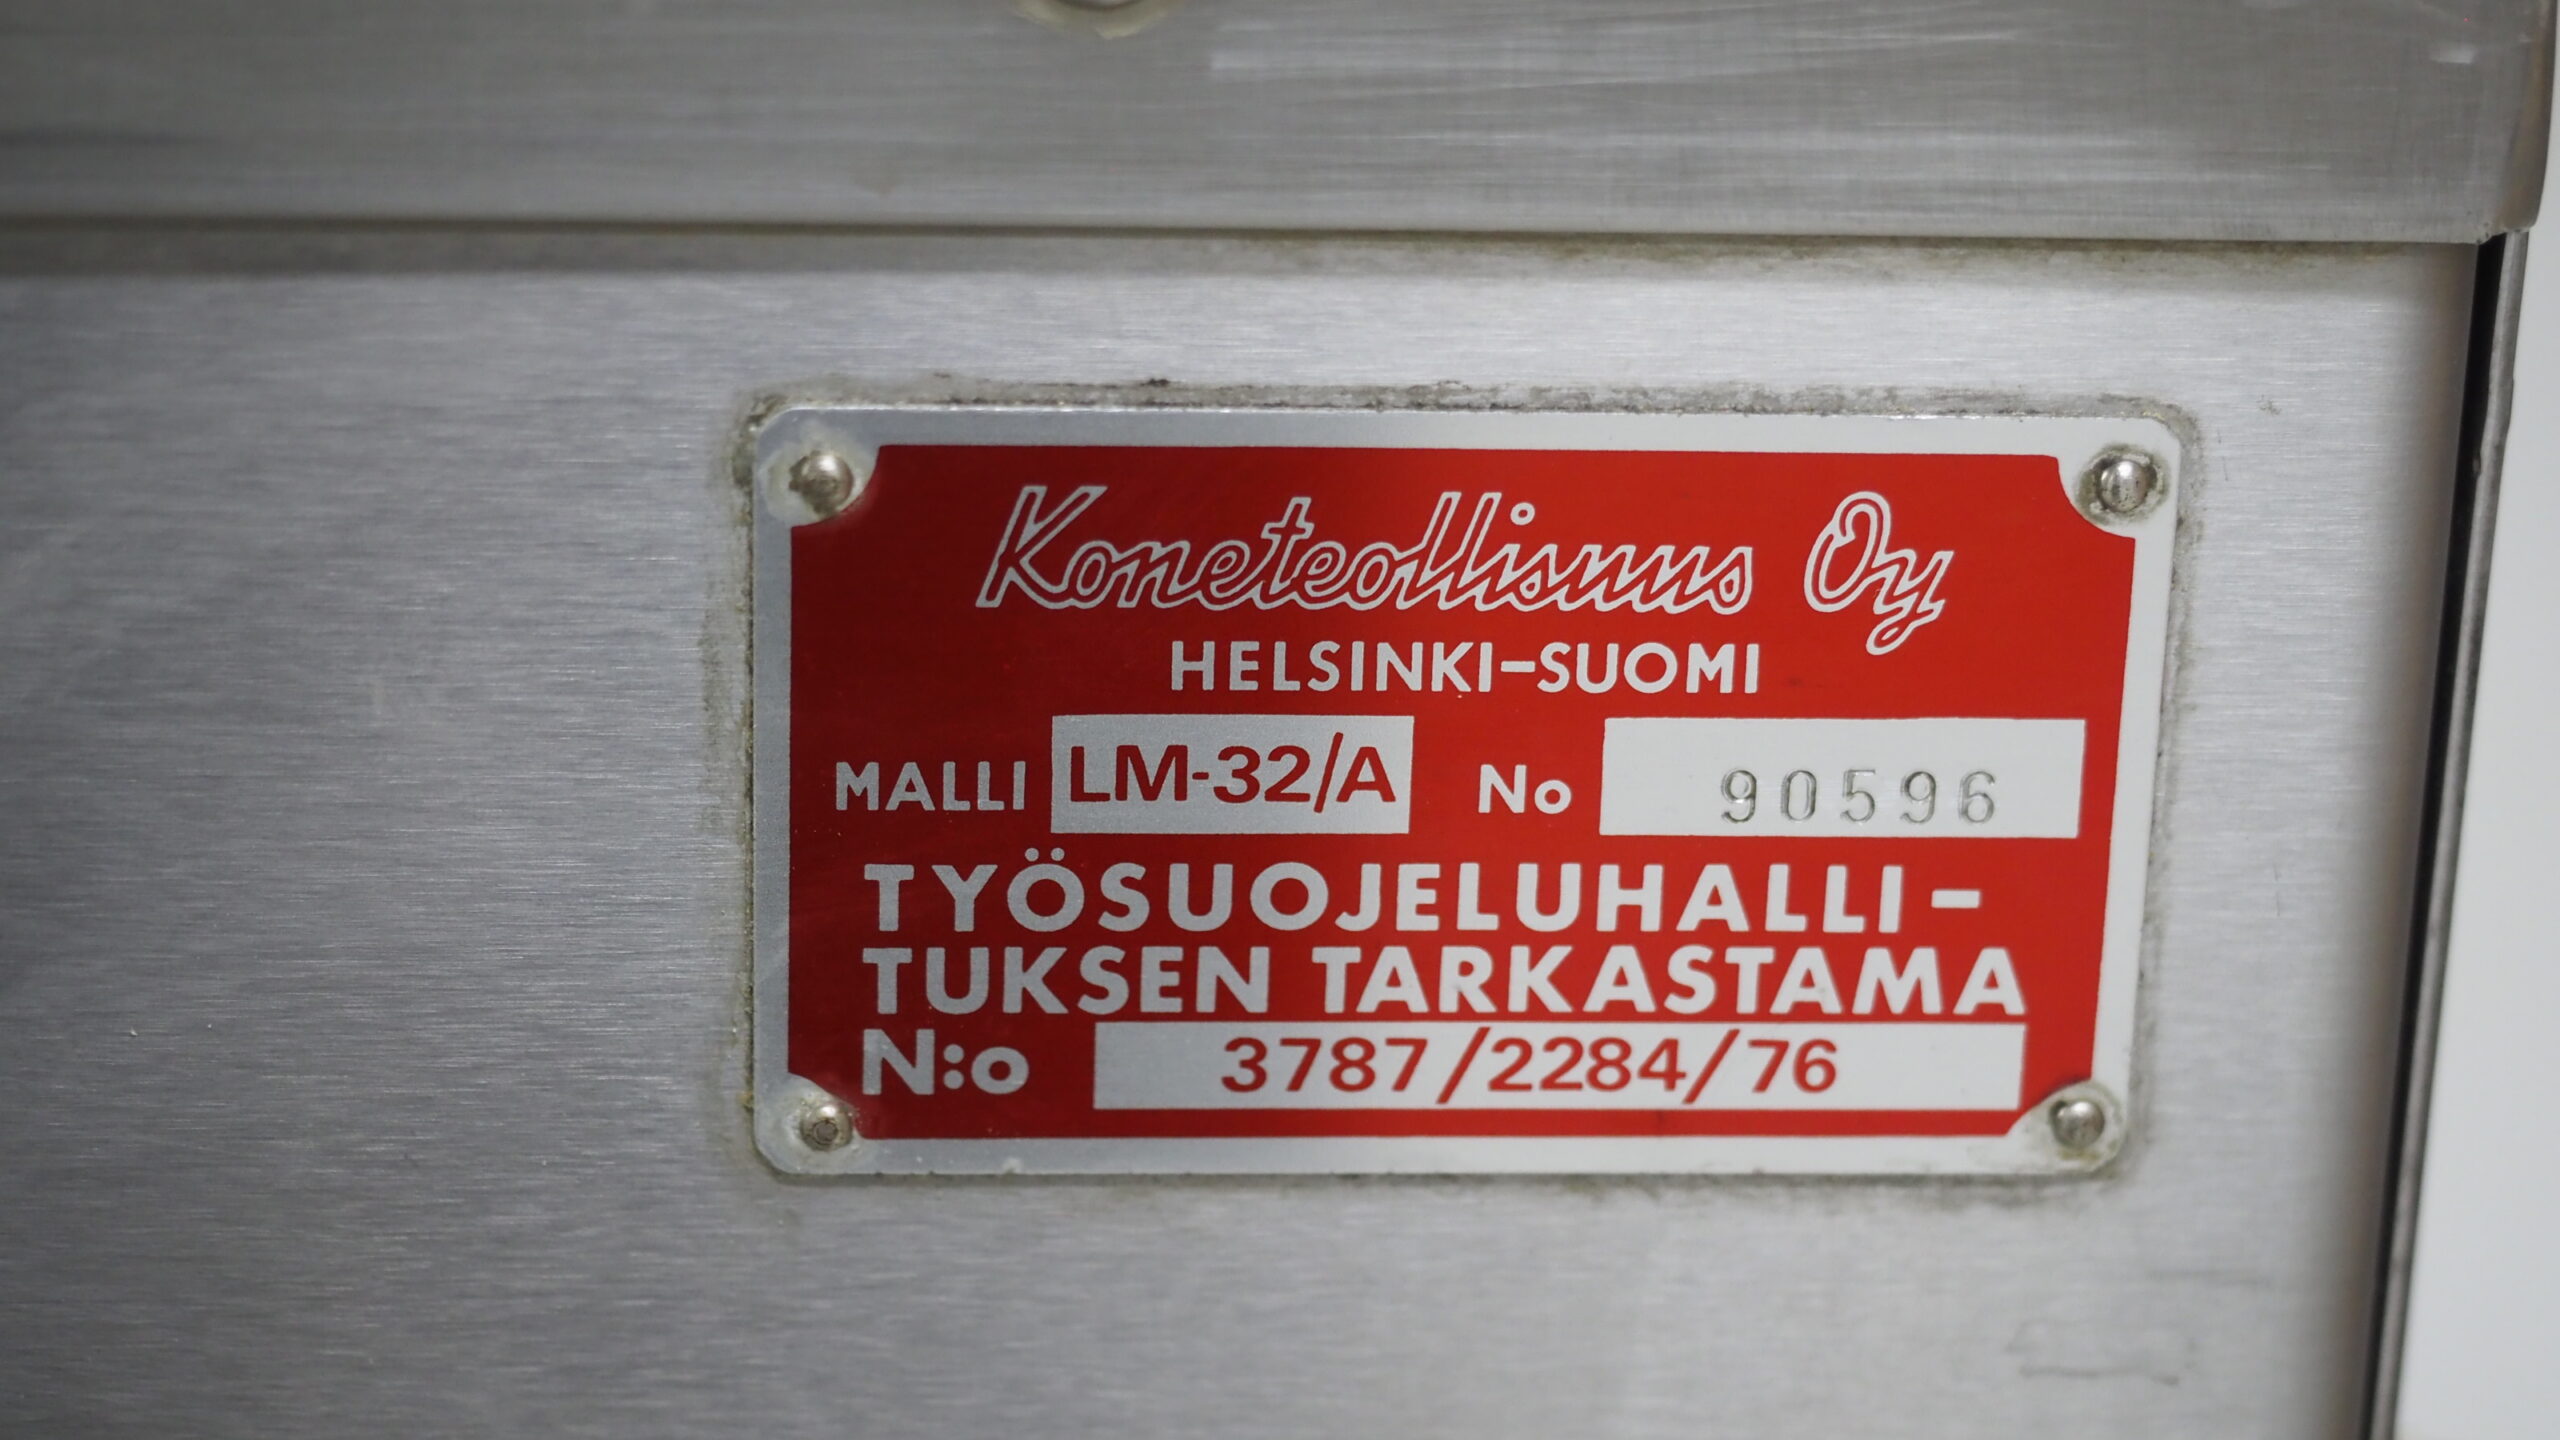 Koneteollisuus Oy
HELSINKI-SUOMI
MALLI LM-32/A No 90596
TYÖSUOJELUHALLI-
TUKSEN TARKASTAMA
N:o 3787/2284/76